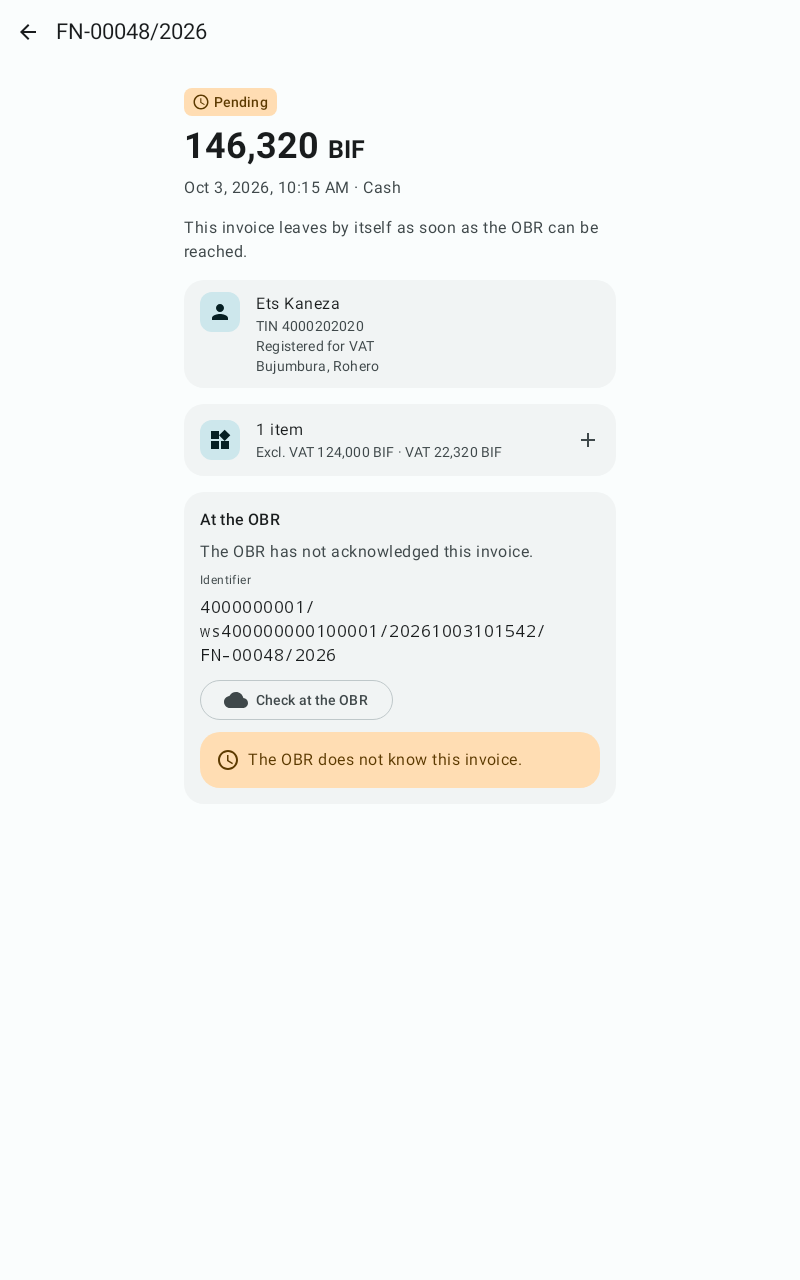 FN-00048/2026
Pending
146,320 BIF
Oct 3, 2026, 10:15 AM · Cash
This invoice leaves by itself as soon as the OBR can be
reached.
Ets Kaneza
TIN 4000202020
Registered for VAT
Bujumbura, Rohero
1 item
Excl. VAT 124,000 BIF · VAT 22,320 BIF
At the OBR
The OBR has not acknowledged this invoice.
Identifier
4000000001/
ws400000000100001/20261003101542/
FN-00048/2026
Check at the OBR
The OBR does not know this invoice.